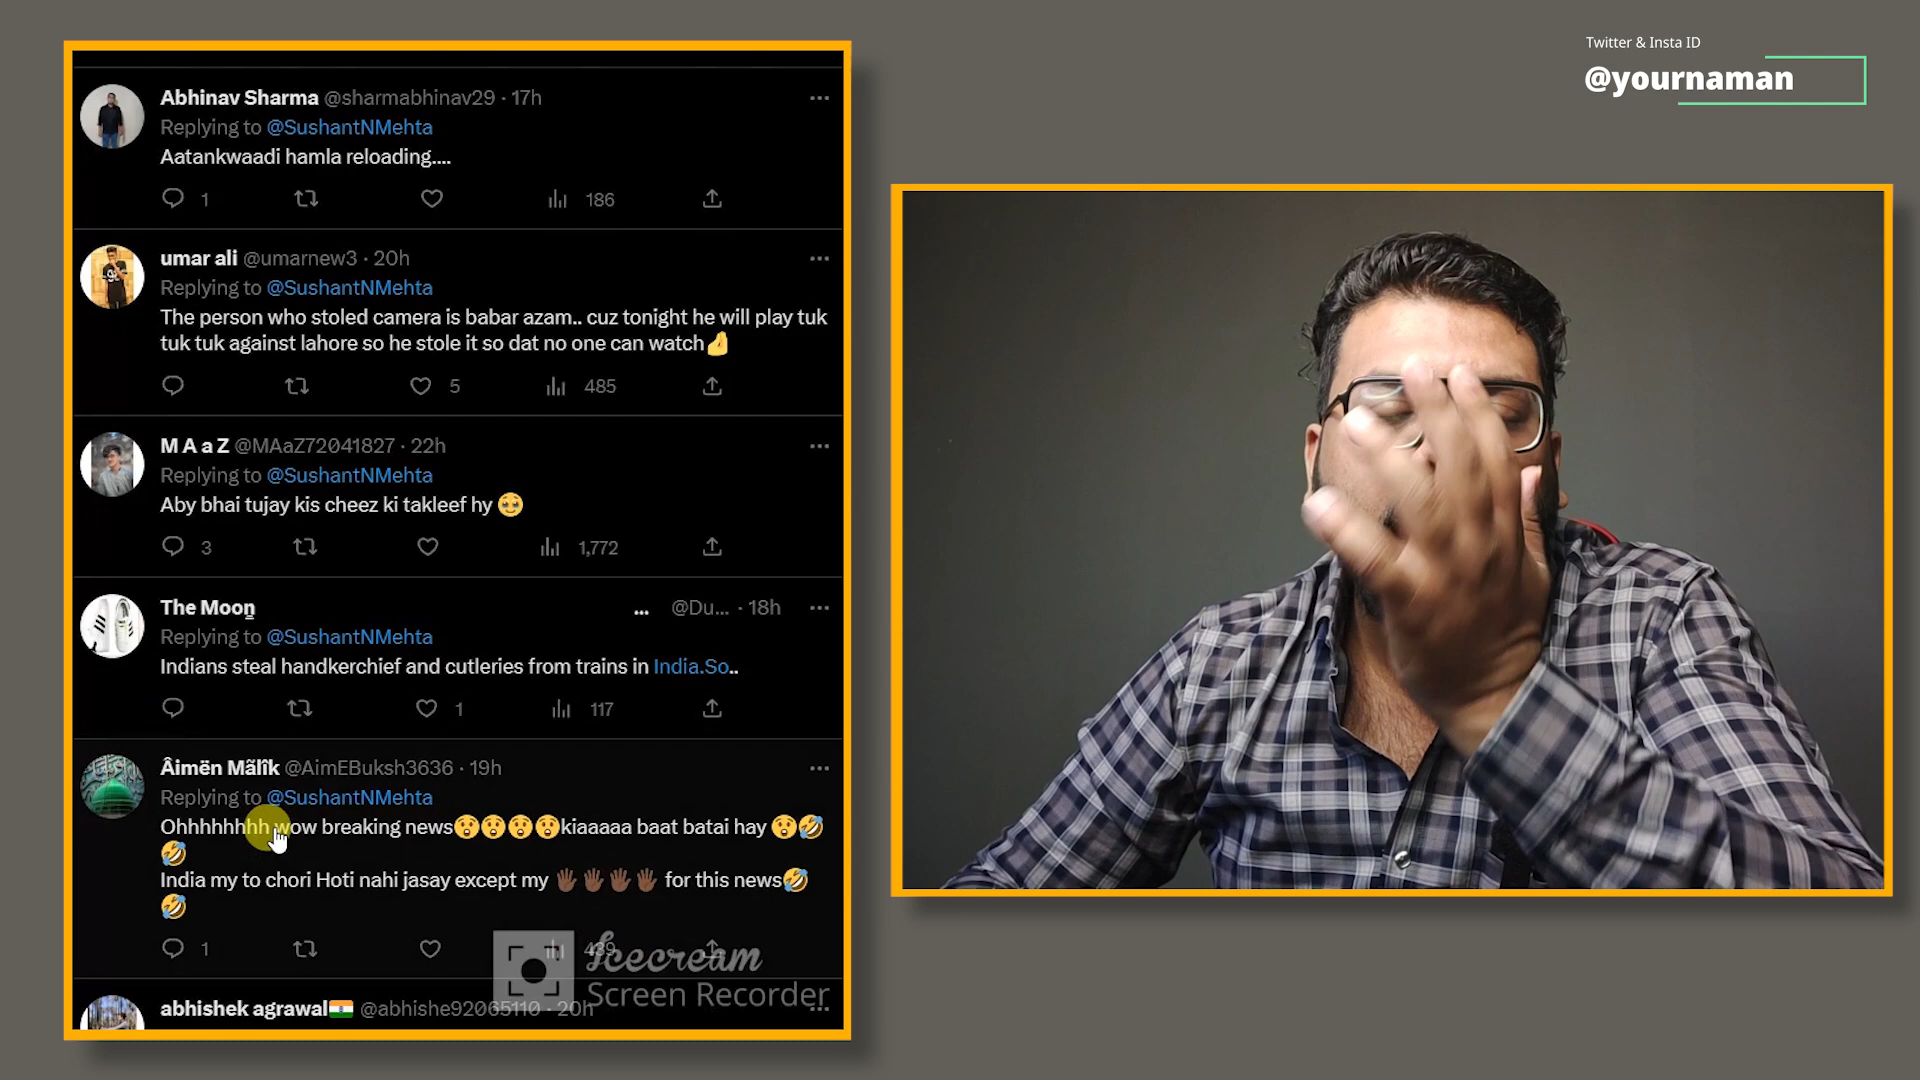 Twitter & Insta ID
@yournaman
Abhinav Sharma @sharmabhinav29 · 17h
Replying to @SushantNMehta
Aatankwaadi hamla reloading....
1 186
umar ali @umarnew3 · 20h
Replying to @SushantNMehta
The person who stoled camera is babar azam.. cuz tonight he will play tuk
tuk tuk against lahore so he stole it so dat no one can watch🤌
5 485
M A a Z @MAaZ72041827 · 22h
Replying to @SushantNMehta
Aby bhai tujay kis cheez ki takleef hy 🥹
3 1,772
The Moon ... @Du... · 18h
Replying to @SushantNMehta
Indians steal handkerchief and cutleries from trains in India.So..
1 117
Âimën Mãlîk @AimEBuksh3636 · 19h
Replying to @SushantNMehta
Ohhhhhhhh wow breaking news😲😲😲😲kiaaaaa baat batai hay 😲🤣
🤣
India my to chori Hoti nahi jasay except my 🖐🏾🖐🏾🖐🏾🖐🏾 for this news🤣
🤣
1 439
Icecream
Screen Recorder
abhishek agrawal🇮🇳 @abhishe92065110 · 20h